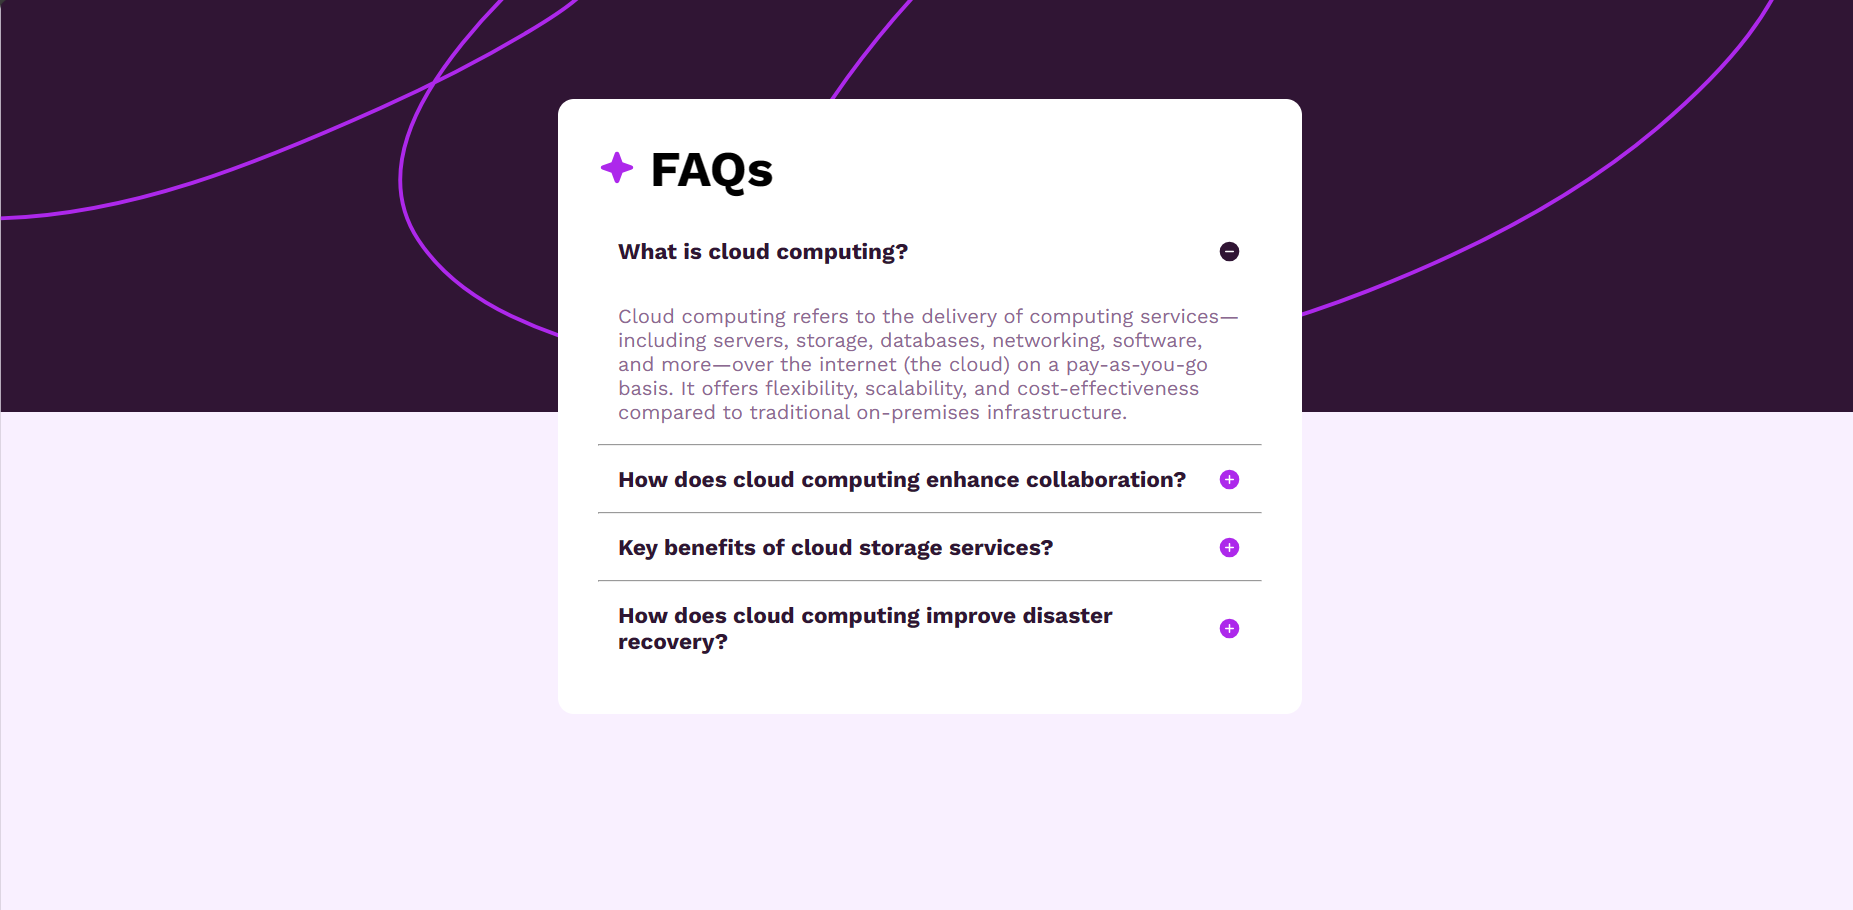 FAQs
What is cloud computing?
Cloud computing refers to the delivery of computing services—
including servers, storage, databases, networking, software,
and more—over the internet (the cloud) on a pay-as-you-go
basis. It offers flexibility, scalability, and cost-effectiveness
compared to traditional on-premises infrastructure.
How does cloud computing enhance collaboration?
Key benefits of cloud storage services?
How does cloud computing improve disaster
recovery?